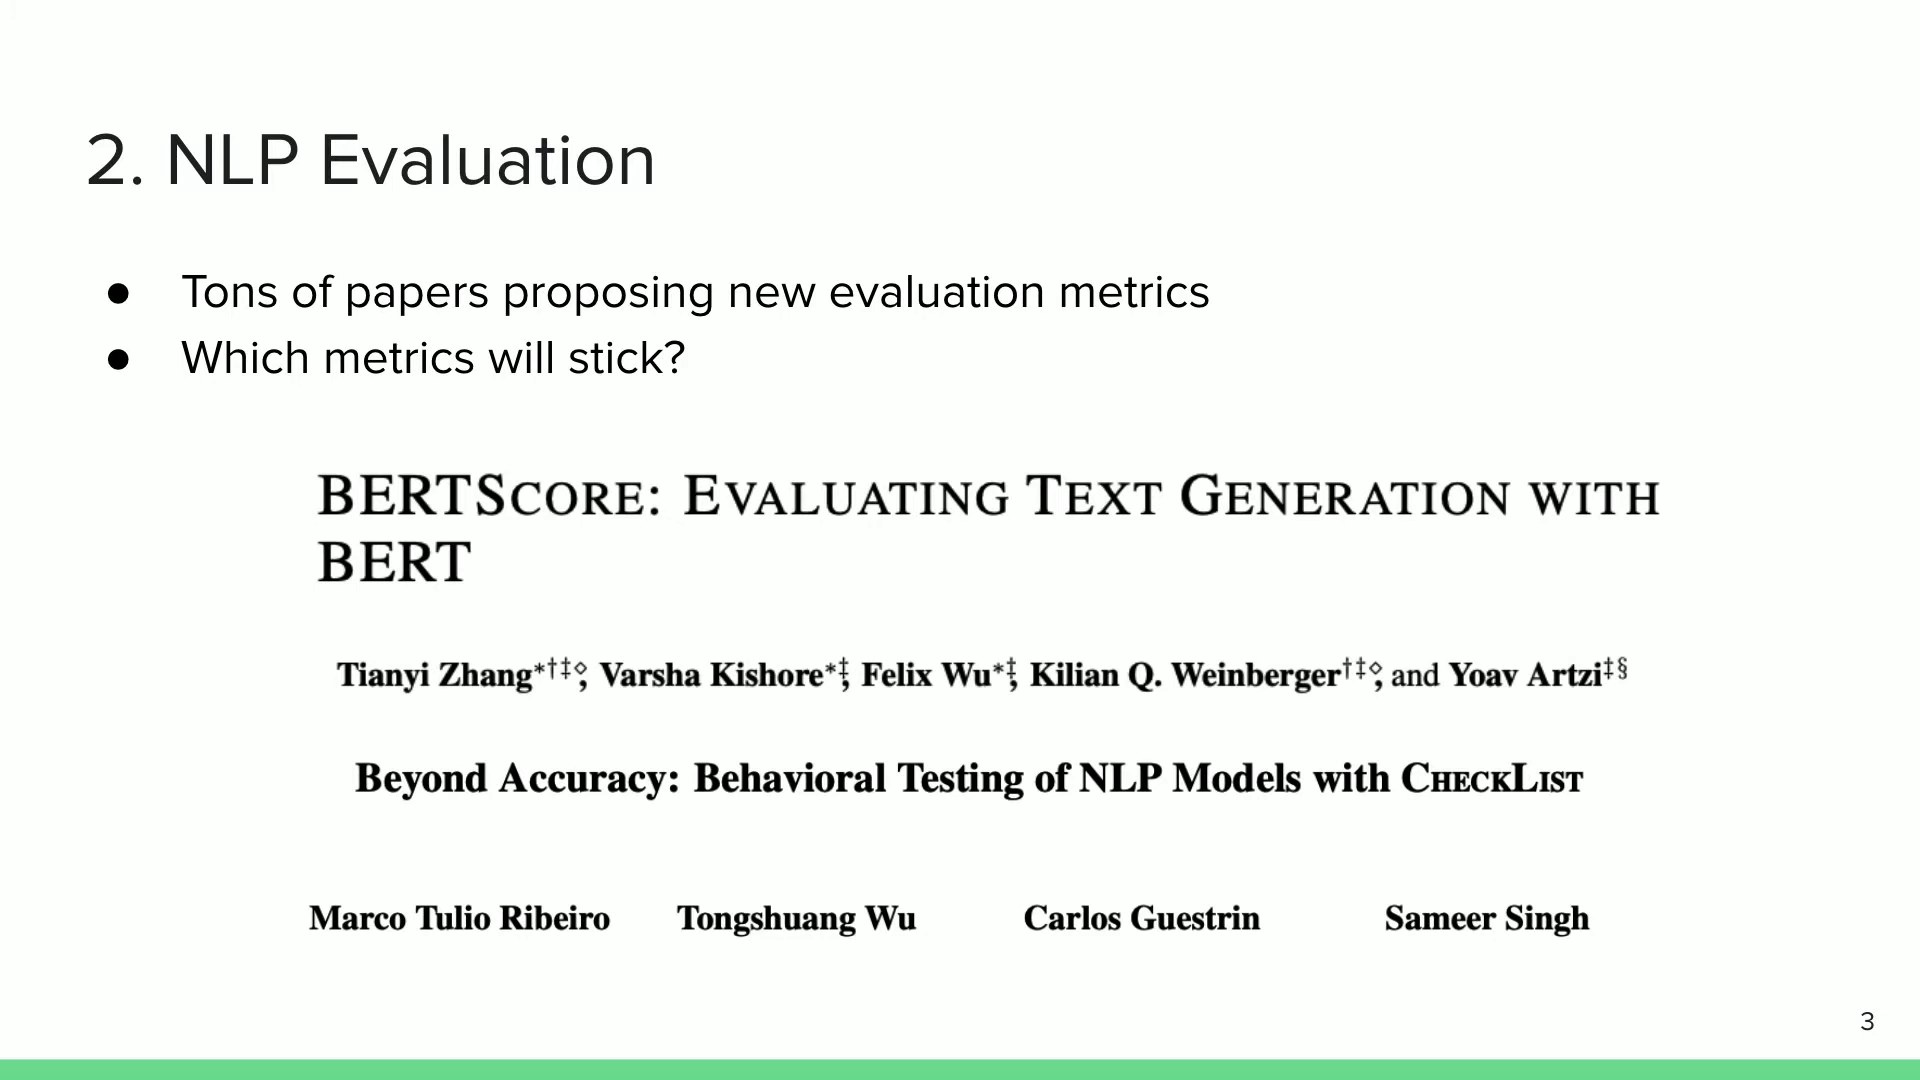 2. NLP Evaluation
● Tons of papers proposing new evaluation metrics
● Which metrics will stick?
BERTSCORE: EVALUATING TEXT GENERATION WITH
BERT
Tianyi Zhang*†‡⋄, Varsha Kishore*‡, Felix Wu*‡, Kilian Q. Weinberger†‡⋄, and Yoav Artzi‡§
Beyond Accuracy: Behavioral Testing of NLP Models with CHECKLIST
Marco Tulio Ribeiro Tongshuang Wu Carlos Guestrin Sameer Singh
3